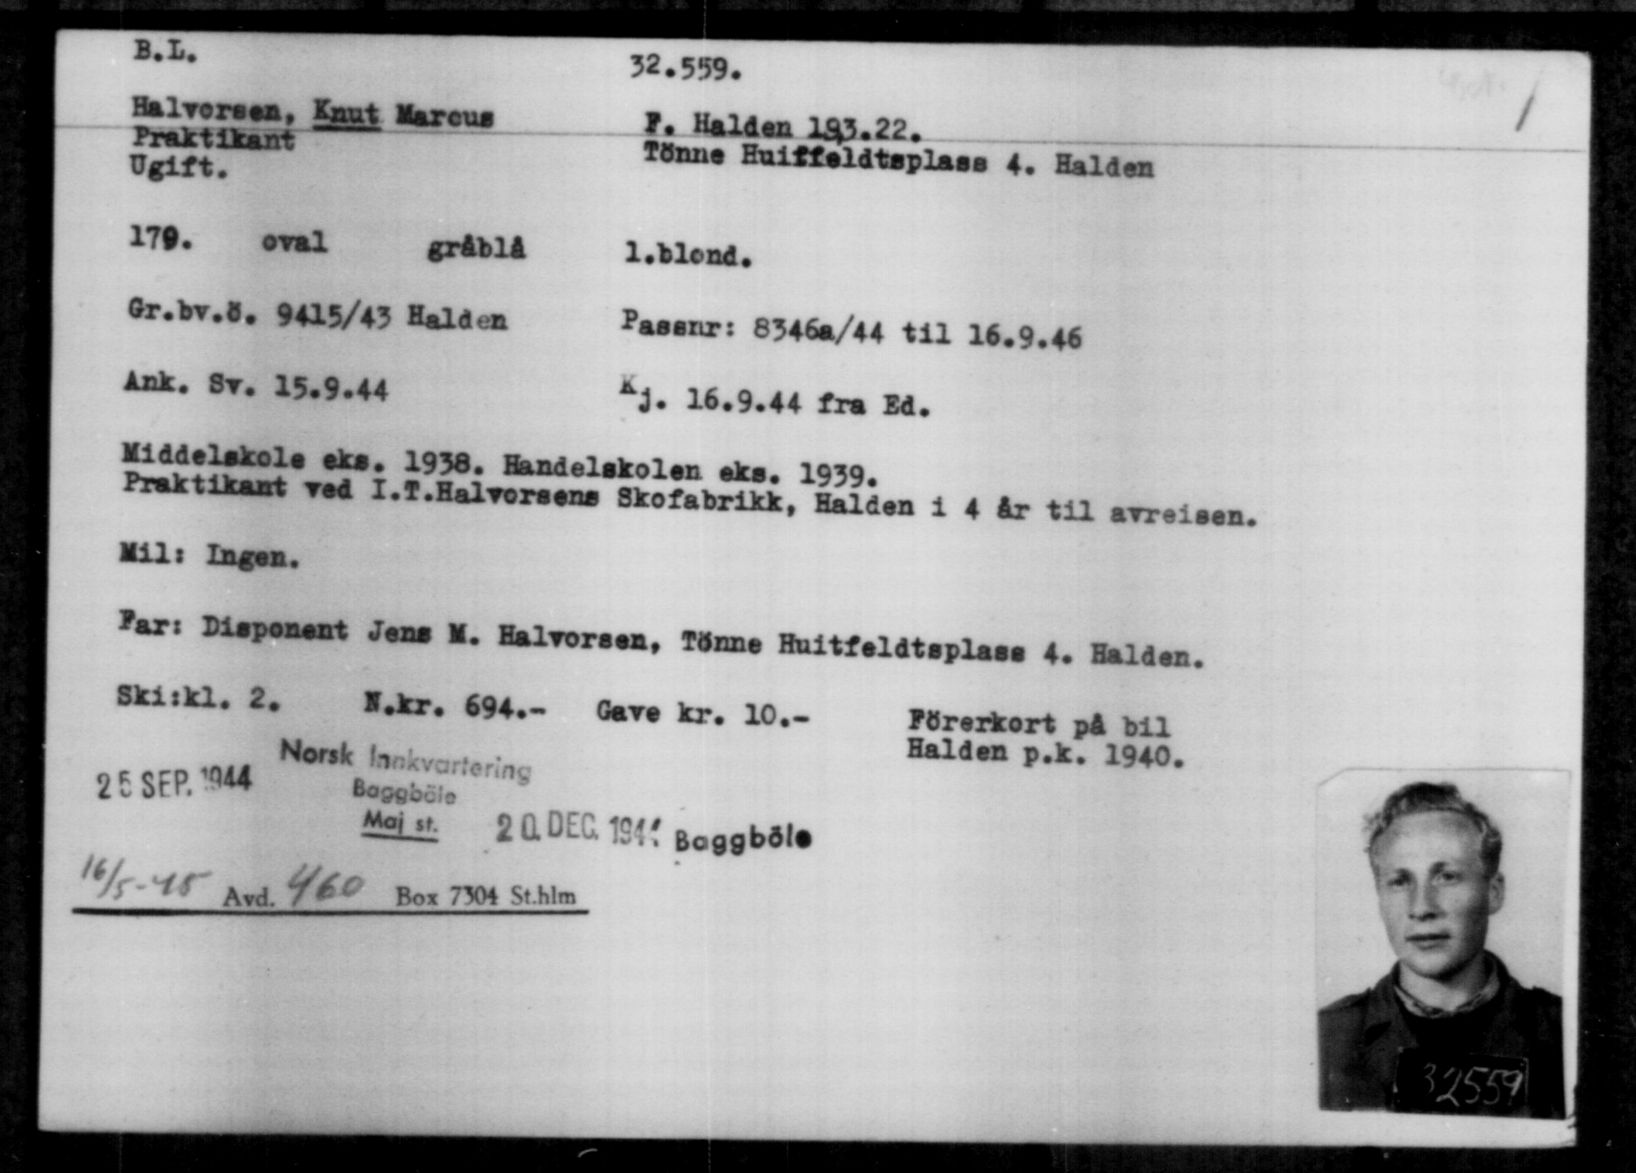 B.L.
32.559.
Halvorsen, Knut Marcus
F. Halden 193.22.
Praktikant
Tönne Huitfeldtsplass 4. Halden
Ugift.
179. oval gråblå l.blond.
Gr.bv.ö. 9415/43 Halden
Passnr: 8346a/44 til 16.9.46
Ank. Sv. 15.9.44
Kj. 16.9.44 fra Ed.
Middelskole eks. 1938. Handelskolen eks. 1939.
Praktikant ved I.T.Halvorsens Skofabrikk, Halden i 4 år til avreisen.
Mil: Ingen.
Far: Disponent Jens M. Halvorsen, Tönne Huitfeldtsplass 4. Halden.
Ski:kl. 2. N.kr. 694.- Gave kr. 10.-
Förerkort på bil
Halden p.k. 1940.
25 SEP. 1944
Norsk Innkvartering
Baggböle
Maj st.
20. DEC. 1944 Baggböle
16/5-45 Avd. 460 Box 7304 St.hlm
32559